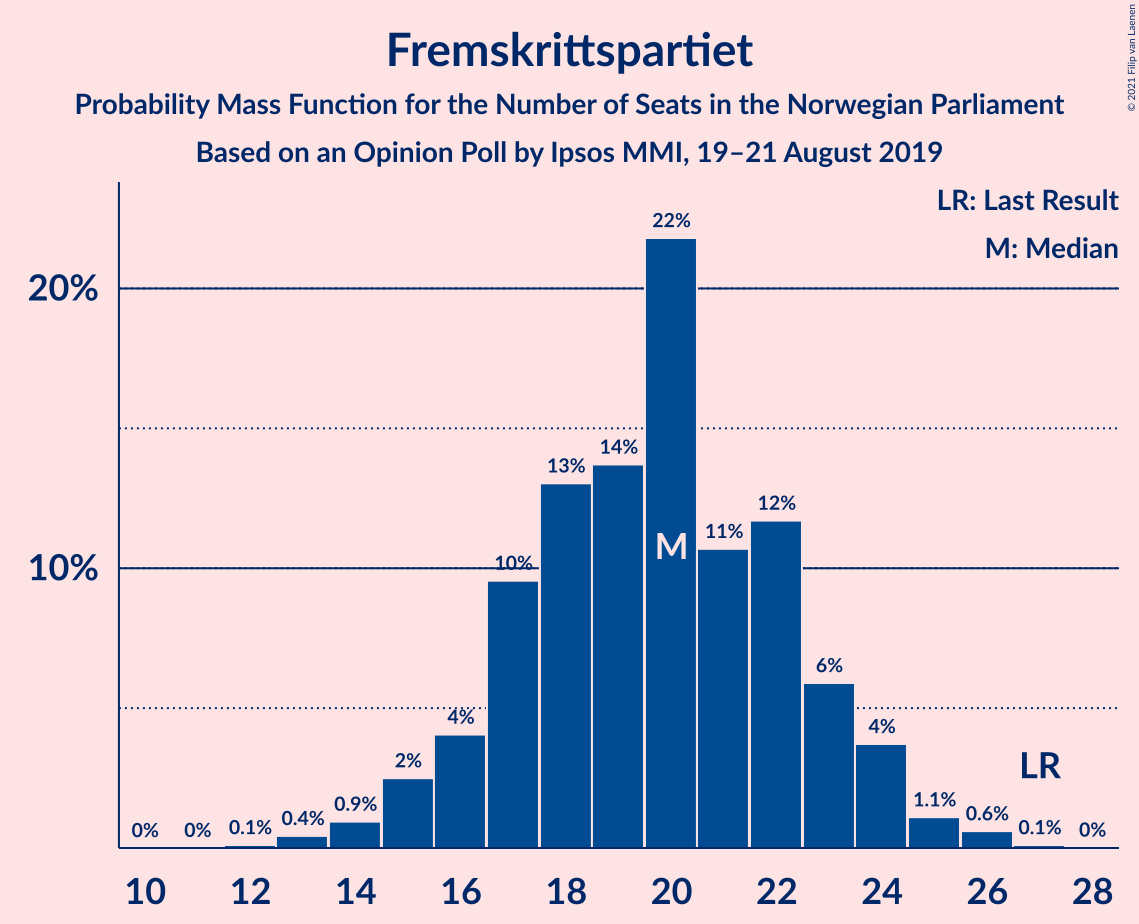 Fremskrittspartiet
Probability Mass Function for the Number of Seats in the Norwegian Parliament
Based on an Opinion Poll by Ipsos MMI, 19–21 August 2019
© 2021 Filip van Laenen
LR: Last Result
M: Median
20%
10%
0%
0%
0.1%
0.4%
0.9%
2%
4%
10%
13%
14%
22%
11%
12%
6%
4%
1.1%
0.6%
0.1%
0%
M
LR
10 12 14 16 18 20 22 24 26 28